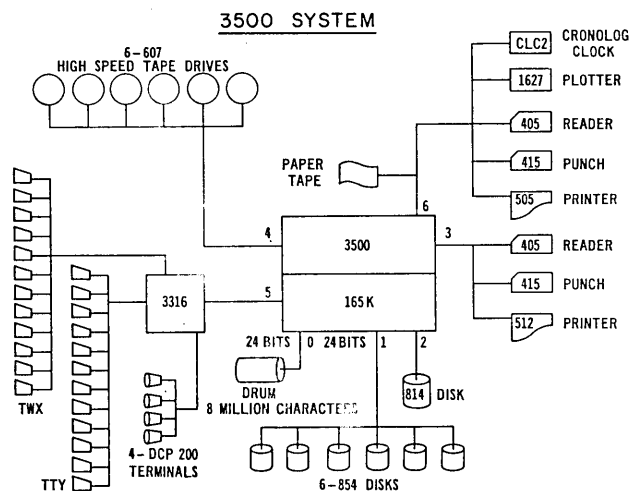 3500 SYSTEM
6-607
HIGH SPEED TAPE DRIVES
CLC2
CRONOLOG
CLOCK
1627
PLOTTER
405
READER
415
PUNCH
505
PRINTER
PAPER
TAPE
6
4
3500
3
405
READER
415
PUNCH
512
PRINTER
3316
5
165K
24 BITS
0
24 BITS
1
2
DRUM
8 MILLION CHARACTERS
814
DISK
TWX
4-DCP 200
TERMINALS
TTY
6-854 DISKS